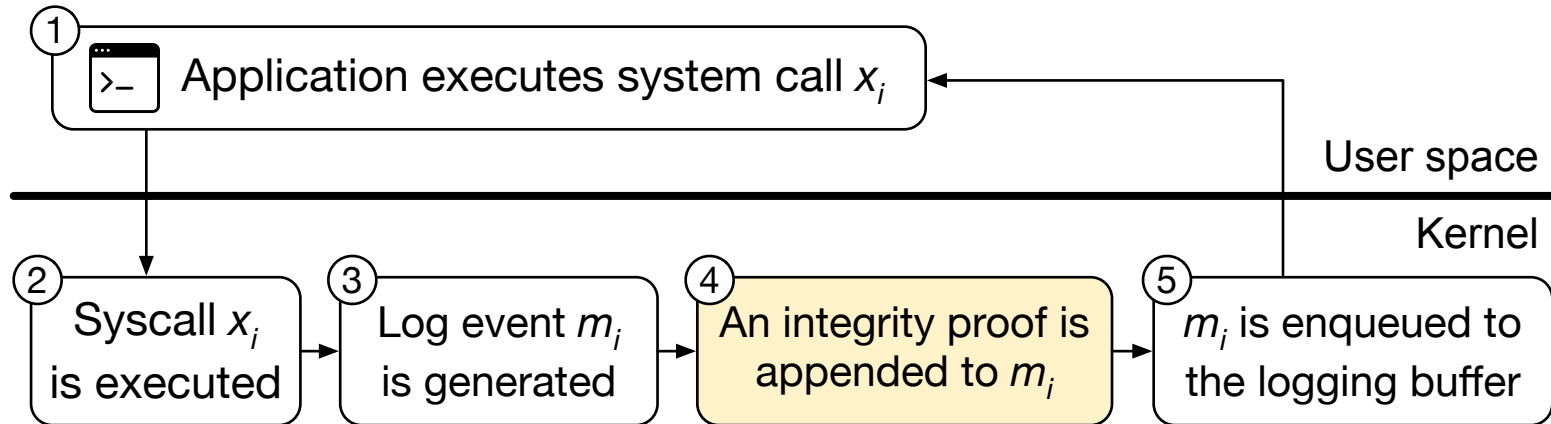 1
>_ Application executes system call xᵢ
User space
Kernel
2
Syscall xᵢ
is executed
3
Log event mᵢ
is generated
4
An integrity proof is
appended to mᵢ
5
mᵢ is enqueued to
the logging buffer